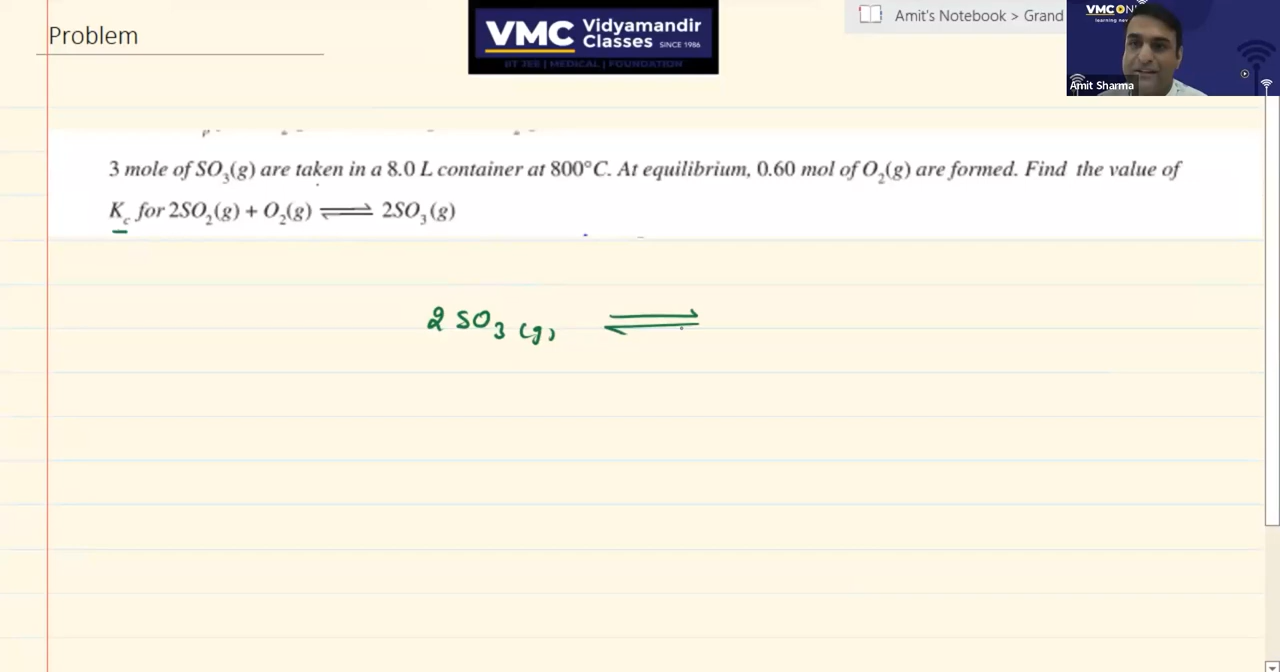 Problem
VMC Vidyamandir Classes SINCE 1986
IIT JEE | MEDICAL | FOUNDATION
Amit's Notebook > Grand
VMC ON
learning
Amit Sharma
3 mole of SO₃(g) are taken in a 8.0 L container at 800°C. At equilibrium, 0.60 mol of O₂(g) are formed. Find the value of
K꜀ for 2SO₂(g) + O₂(g) ⇌ 2SO₃(g)
2 SO₃ (g) ⇌